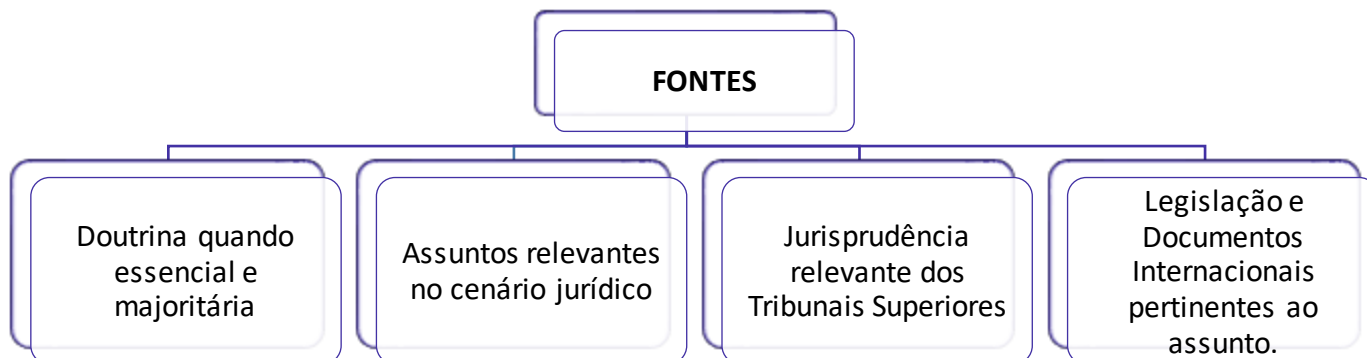 FONTES
Doutrina quando
essencial e
majoritária
Assuntos relevantes
no cenário jurídico
Jurisprudência
relevante dos
Tribunais Superiores
Legislação e
Documentos
Internacionais
pertinentes ao
assunto.